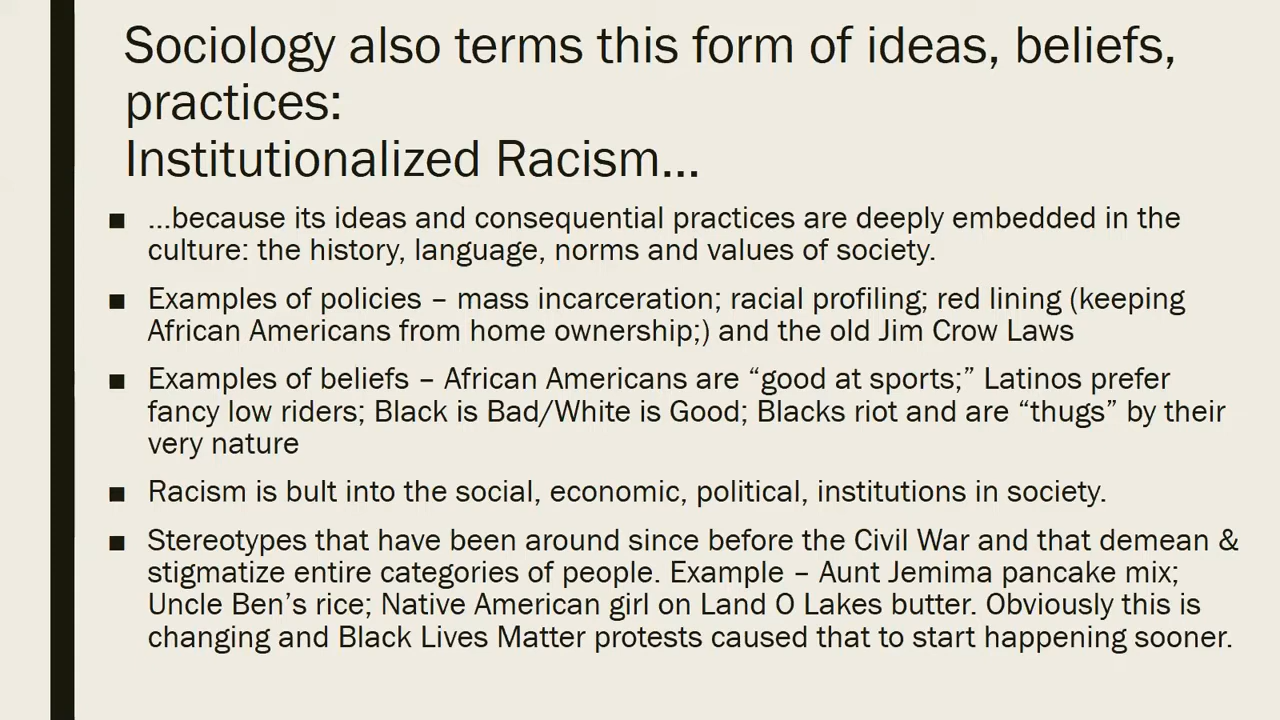 Sociology also terms this form of ideas, beliefs,
practices:
Institutionalized Racism...
■ ...because its ideas and consequential practices are deeply embedded in the
culture: the history, language, norms and values of society.
■ Examples of policies – mass incarceration; racial profiling; red lining (keeping
African Americans from home ownership;) and the old Jim Crow Laws
■ Examples of beliefs – African Americans are “good at sports;” Latinos prefer
fancy low riders; Black is Bad/White is Good; Blacks riot and are “thugs” by their
very nature
■ Racism is bult into the social, economic, political, institutions in society.
■ Stereotypes that have been around since before the Civil War and that demean &
stigmatize entire categories of people. Example – Aunt Jemima pancake mix;
Uncle Ben’s rice; Native American girl on Land O Lakes butter. Obviously this is
changing and Black Lives Matter protests caused that to start happening sooner.